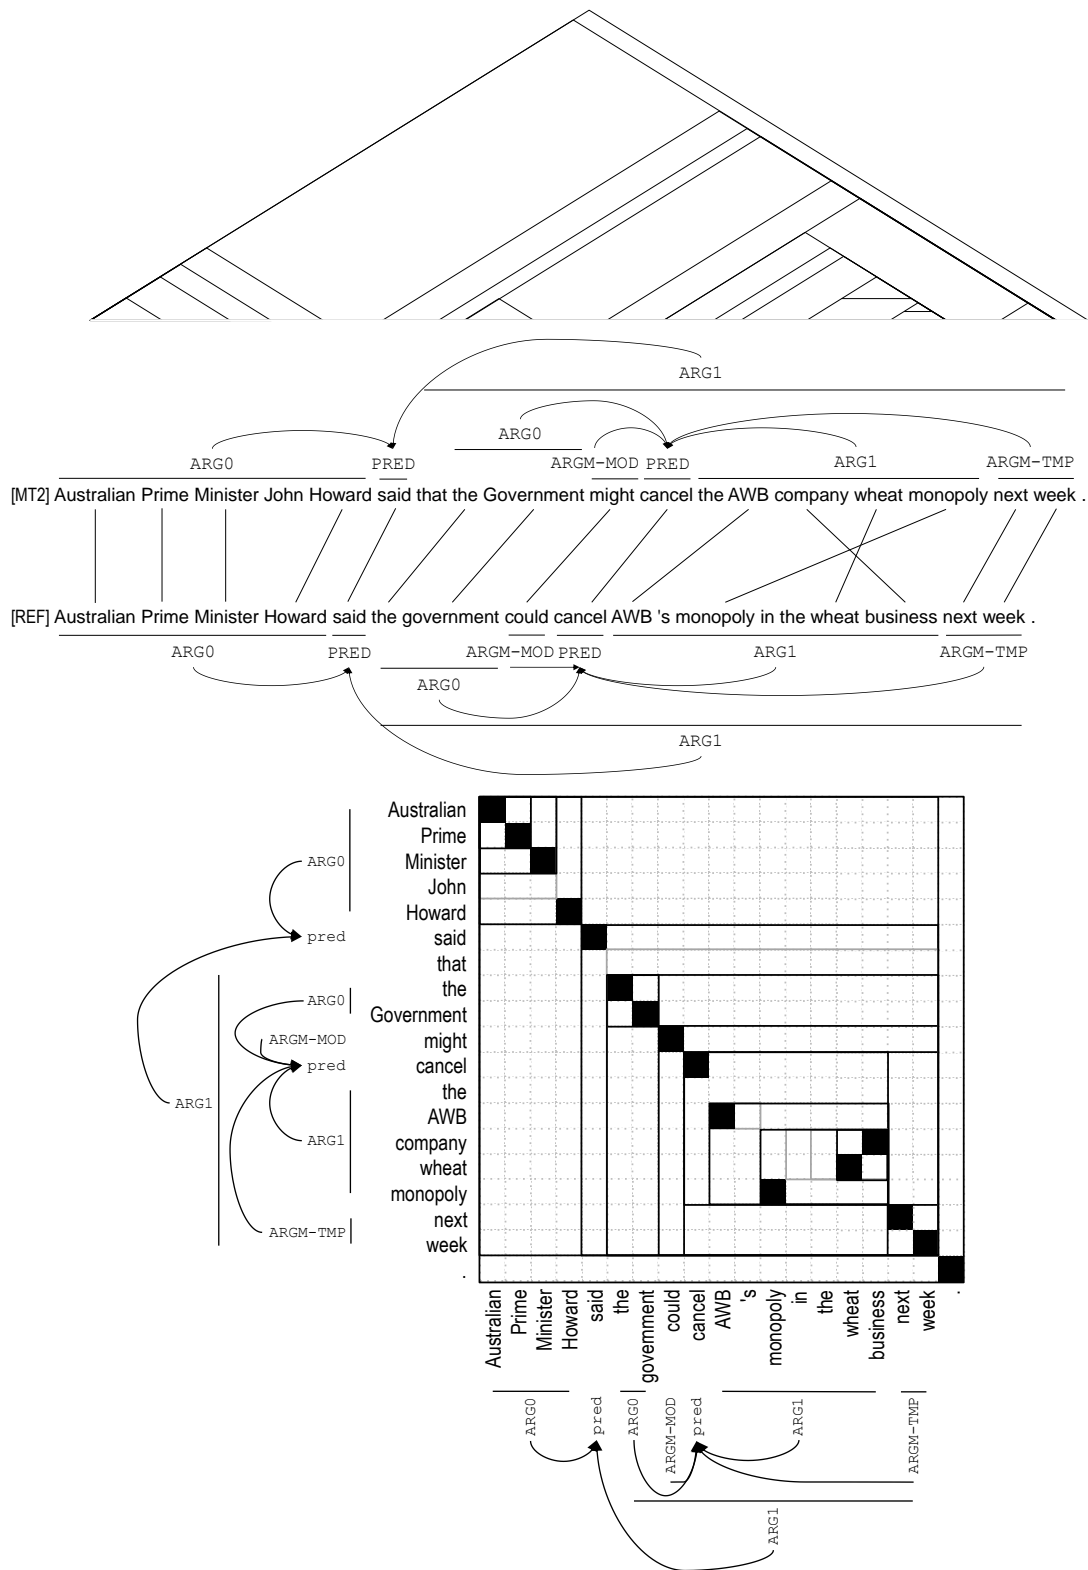 ARG1
ARG0
ARG0 PRED ARGM-MOD PRED ARG1 ARGM-TMP
[MT2] Australian Prime Minister John Howard said that the Government might cancel the AWB company wheat monopoly next week .
[REF] Australian Prime Minister Howard said the government could cancel AWB 's monopoly in the wheat business next week .
ARG0 PRED ARGM-MOD PRED ARG1 ARGM-TMP
ARG0
ARG1
Australian
Prime
ARG0 Minister
John
Howard
pred said
that
ARG0 the
Government
ARGM-MOD might
pred cancel
the
ARG1 AWB
ARG1 company
wheat
monopoly
ARGM-TMP next
week
.
Australian Prime Minister Howard said the government could cancel AWB 's monopoly in the wheat business next week .
ARG0 pred ARG0 ARGM-MOD pred ARG1 ARGM-TMP
ARG1